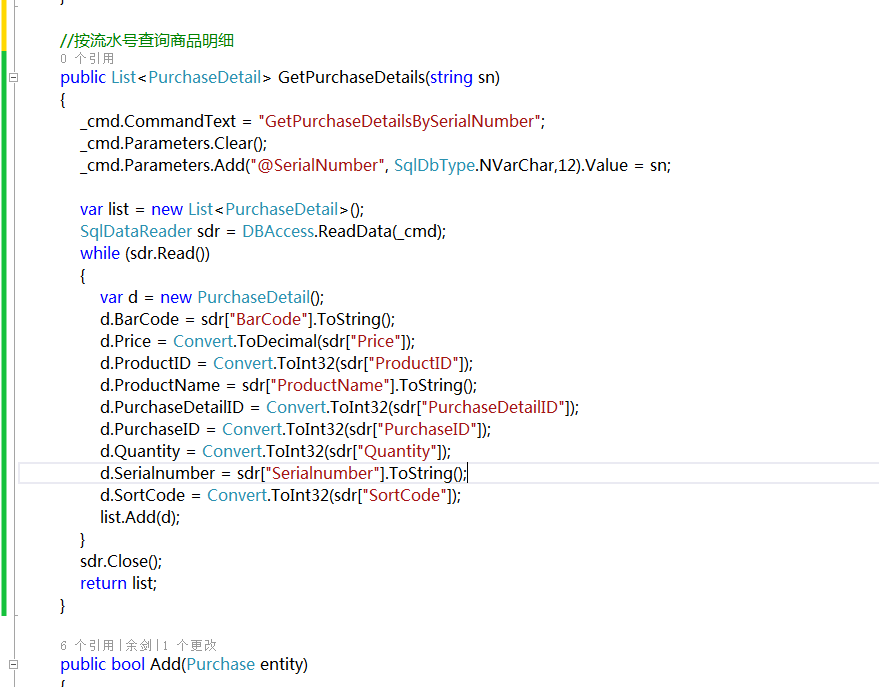 //按流水号查询商品明细
0 个引用
public List<PurchaseDetail> GetPurchaseDetails(string sn)
{
_cmd.CommandText = "GetPurchaseDetailsBySerialNumber";
_cmd.Parameters.Clear();
_cmd.Parameters.Add("@SerialNumber", SqlDbType.NVarChar,12).Value = sn;
var list = new List<PurchaseDetail>();
SqlDataReader sdr = DBAccess.ReadData(_cmd);
while (sdr.Read())
{
var d = new PurchaseDetail();
d.BarCode = sdr["BarCode"].ToString();
d.Price = Convert.ToDecimal(sdr["Price"]);
d.ProductID = Convert.ToInt32(sdr["ProductID"]);
d.ProductName = sdr["ProductName"].ToString();
d.PurchaseDetailID = Convert.ToInt32(sdr["PurchaseDetailID"]);
d.PurchaseID = Convert.ToInt32(sdr["PurchaseID"]);
d.Quantity = Convert.ToInt32(sdr["Quantity"]);
d.Serialnumber = sdr["Serialnumber"].ToString();
d.SortCode = Convert.ToInt32(sdr["SortCode"]);
list.Add(d);
}
sdr.Close();
return list;
}
6 个引用|余剑|1 个更改
public bool Add(Purchase entity)
{